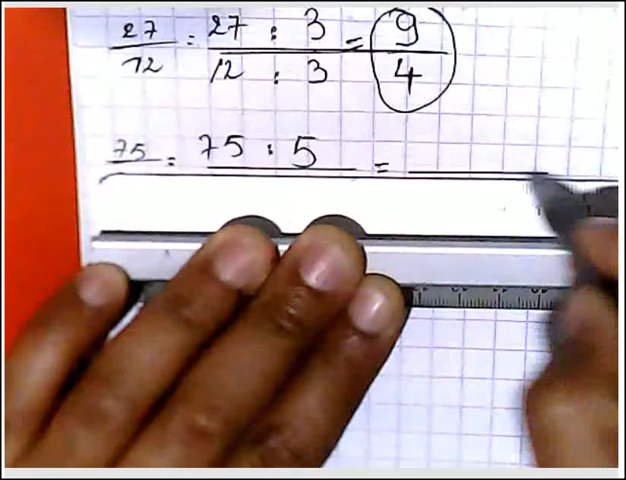 27/12 = 27 : 3 / 12 : 3 = 9/4
75 = 75 : 5 =